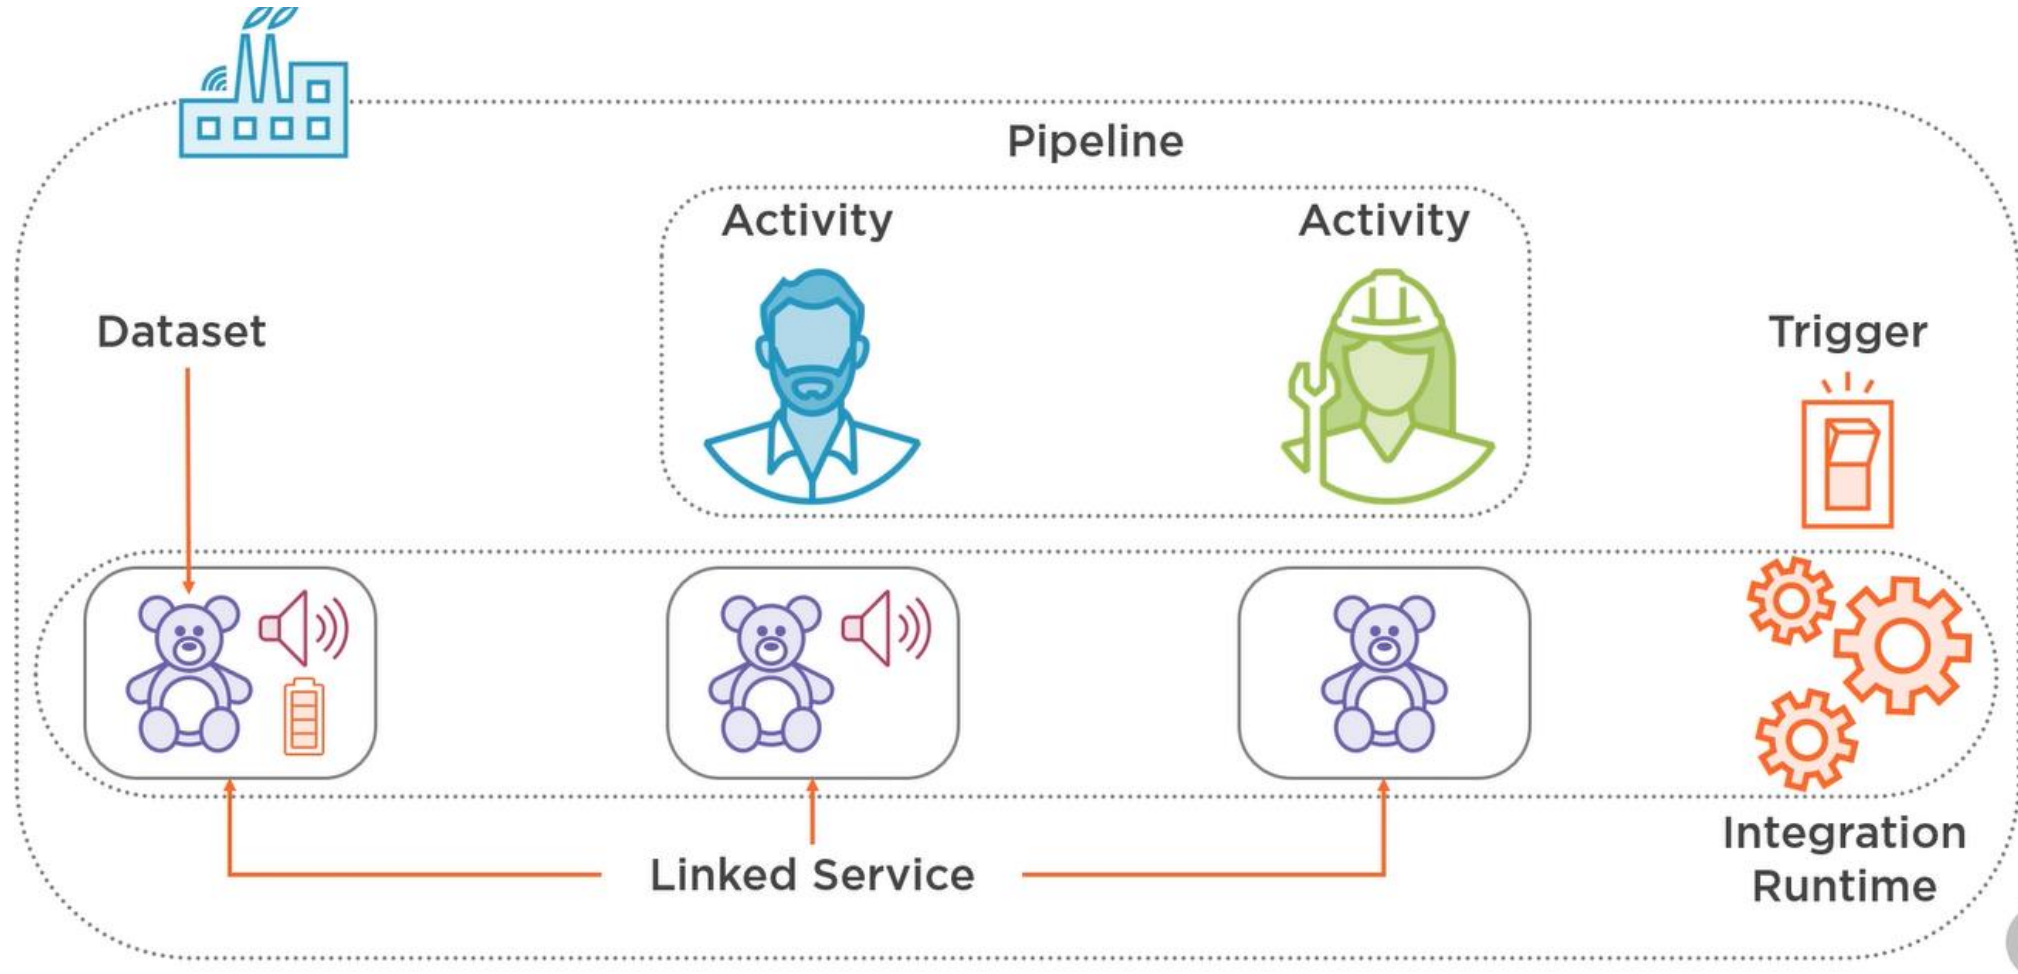 Pipeline
Activity
Activity
Dataset
Trigger
Linked Service
Integration
Runtime